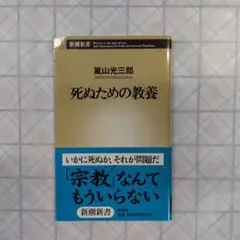 新潮新書
嵐山光三郎
死ぬための教養
いかに死ぬか、それが問題だ
「宗教」なんて
もういらない
新潮新書